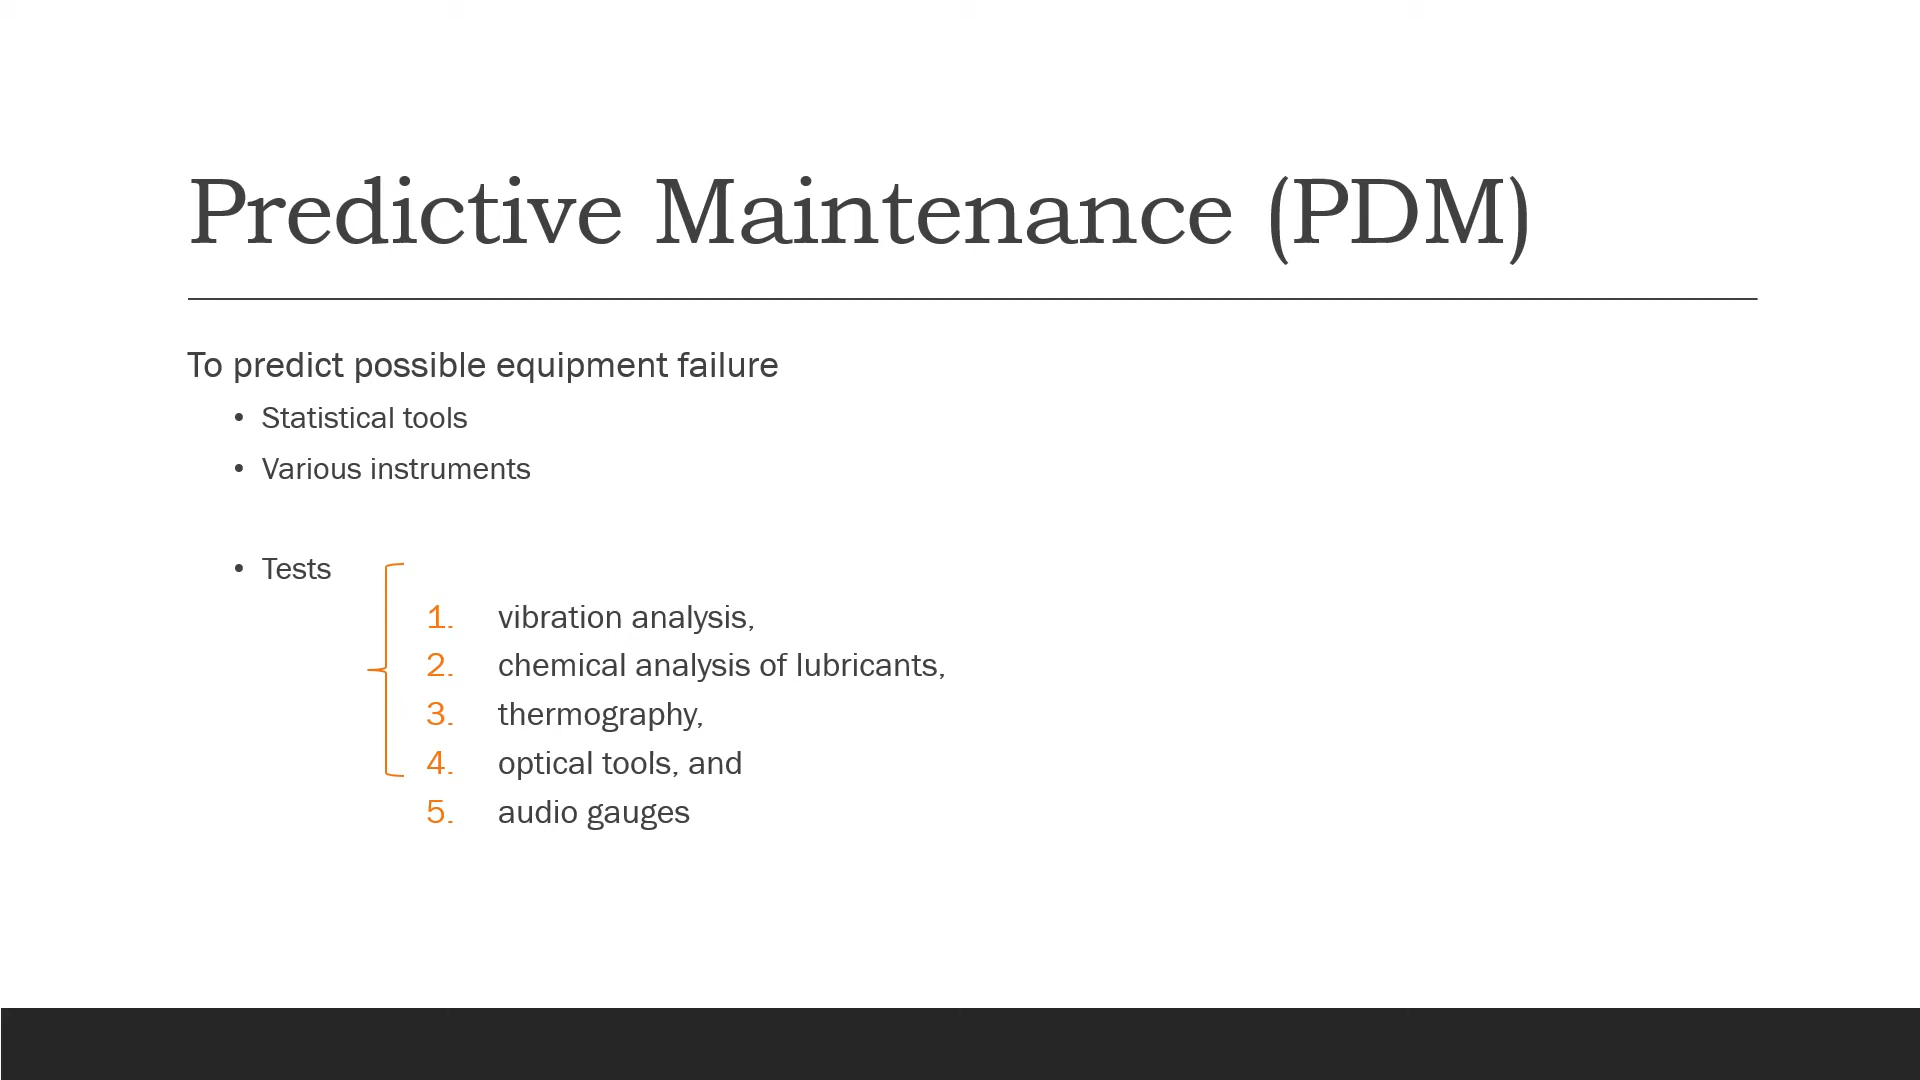 Predictive Maintenance (PDM)
To predict possible equipment failure
• Statistical tools
• Various instruments
• Tests
1. vibration analysis,
2. chemical analysis of lubricants,
3. thermography,
4. optical tools, and
5. audio gauges